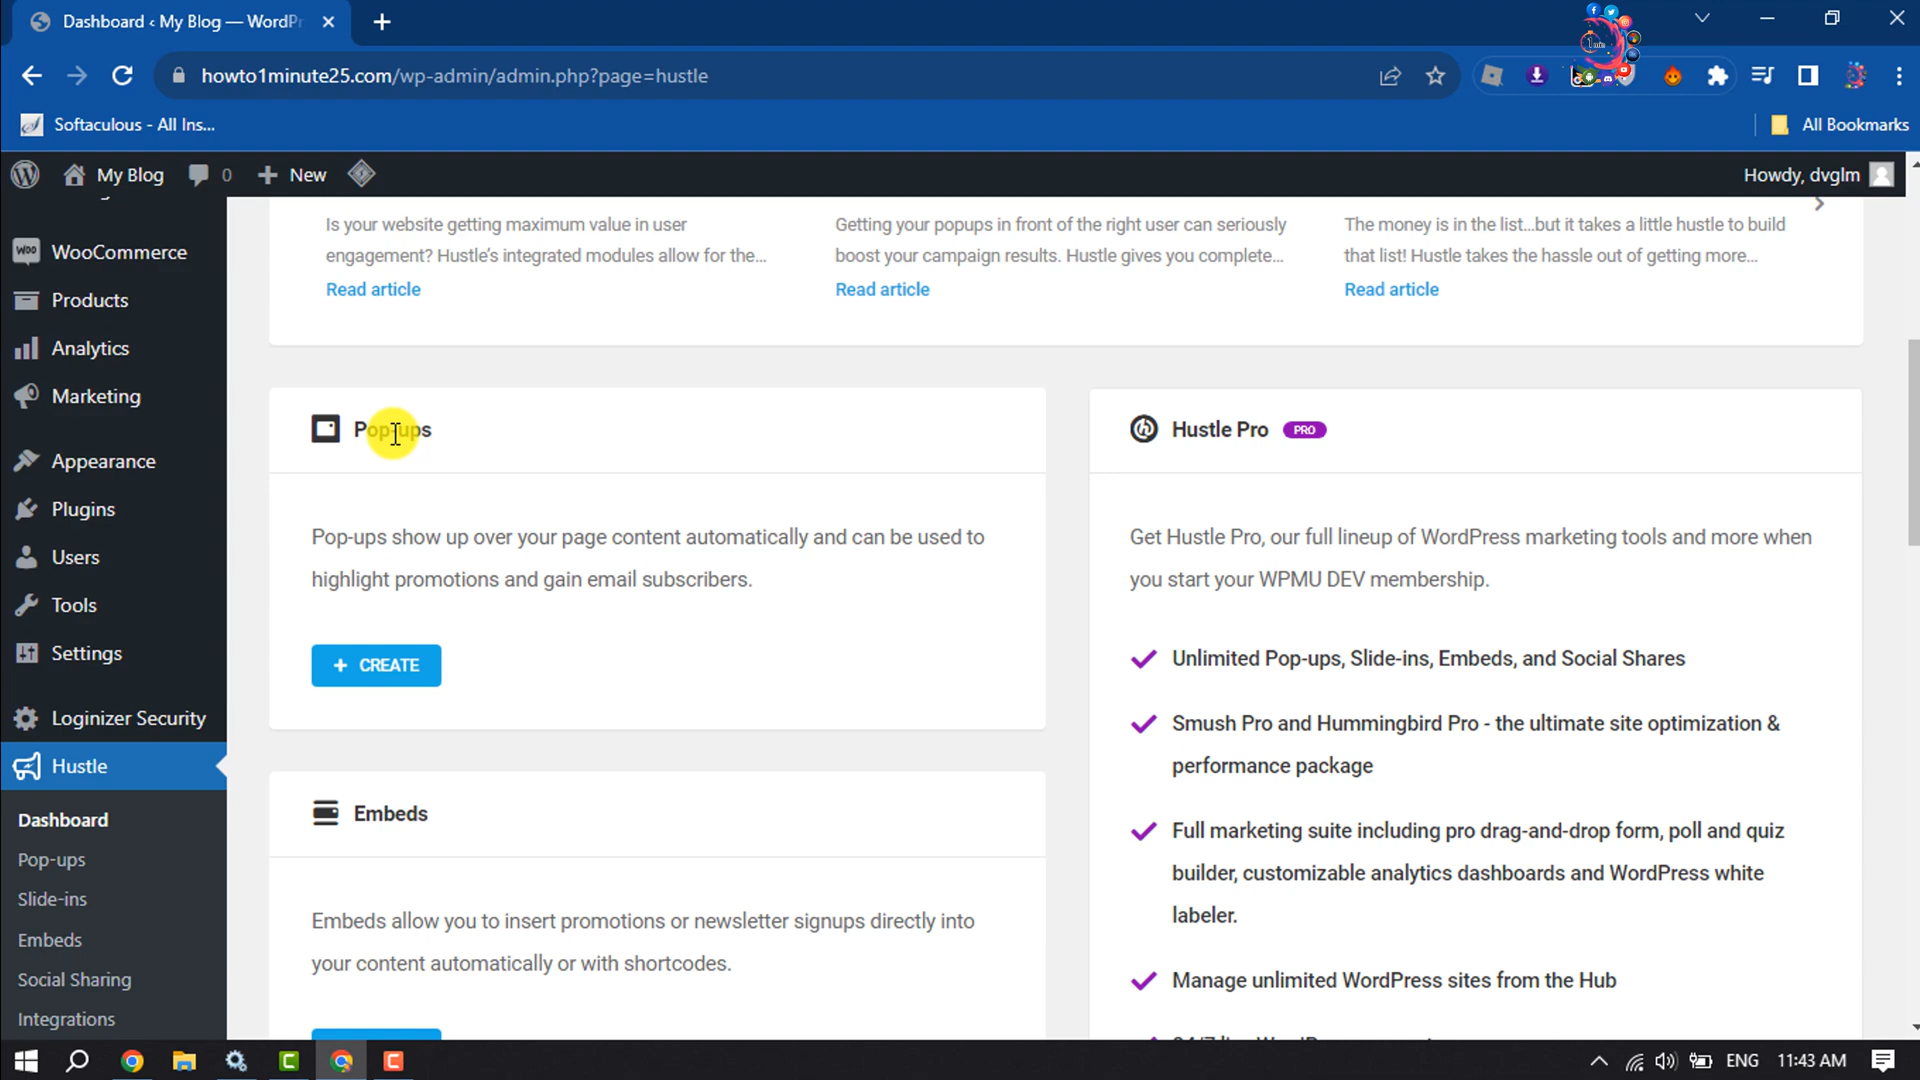 Dashboard ‹ My Blog — WordPr
howto1minute25.com/wp-admin/admin.php?page=hustle
Softaculous - All Ins...
All Bookmarks
My Blog
0
New
Howdy, dvglm
WooCommerce
Products
Analytics
Marketing
Appearance
Plugins
Users
Tools
Settings
Loginizer Security
Hustle
Dashboard
Pop-ups
Slide-ins
Embeds
Social Sharing
Integrations
Is your website getting maximum value in user
engagement? Hustle's integrated modules allow for the...
Read article
Getting your popups in front of the right user can seriously
boost your campaign results. Hustle gives you complete...
Read article
The money is in the list...but it takes a little hustle to build
that list! Hustle takes the hassle out of getting more...
Read article
Pop-ups
Pop-ups show up over your page content automatically and can be used to
highlight promotions and gain email subscribers.
+ CREATE
Embeds
Embeds allow you to insert promotions or newsletter signups directly into
your content automatically or with shortcodes.
Hustle Pro PRO
Get Hustle Pro, our full lineup of WordPress marketing tools and more when
you start your WPMU DEV membership.
Unlimited Pop-ups, Slide-ins, Embeds, and Social Shares
Smush Pro and Hummingbird Pro - the ultimate site optimization &
performance package
Full marketing suite including pro drag-and-drop form, poll and quiz
builder, customizable analytics dashboards and WordPress white
labeler.
Manage unlimited WordPress sites from the Hub
ENG
11:43 AM